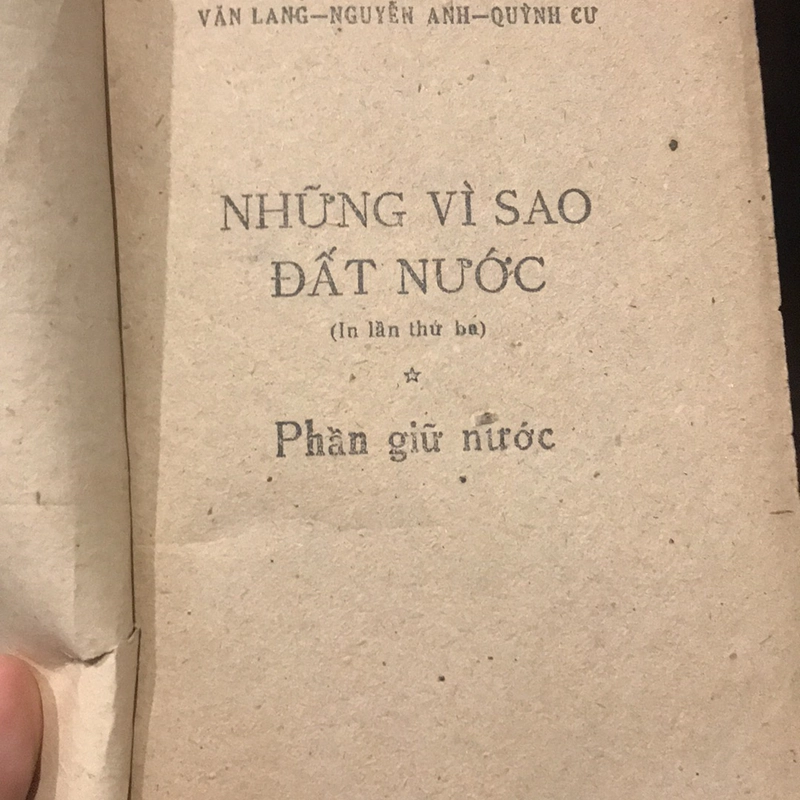 VĂN LANG—NGUYỄN ANH—QUỲNH CƯ
NHỮNG VÌ SAO
ĐẤT NƯỚC
(In lần thứ ba)
☆
Phần giữ nước